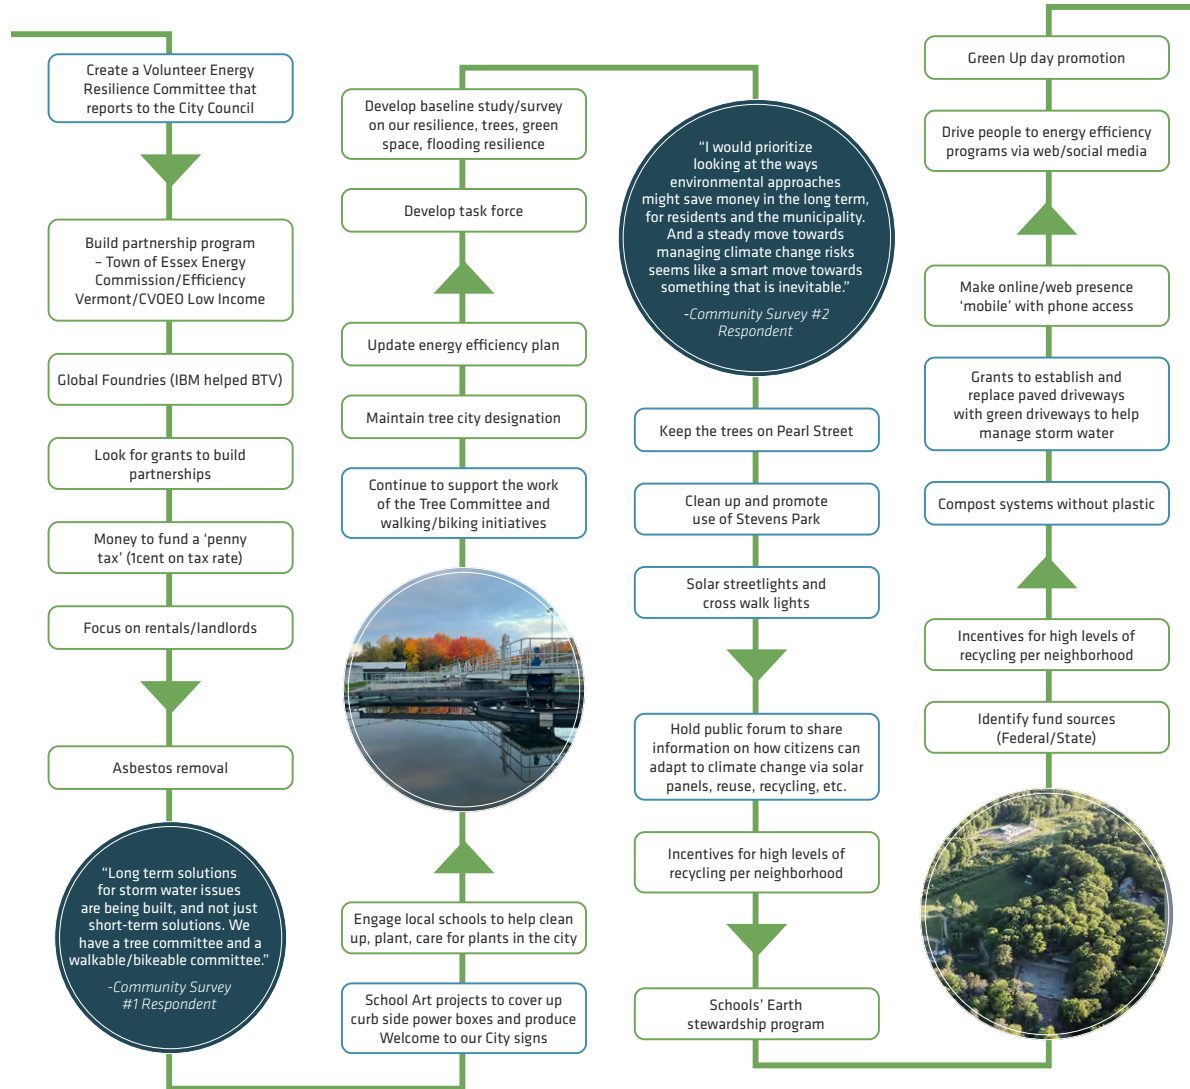 Create a Volunteer Energy
Resilience Committee that
reports to the City Council
Build partnership program
– Town of Essex Energy
Commission/Efficiency
Vermont/CVOEO Low Income
Global Foundries (IBM helped BTV)
Look for grants to build
partnerships
Money to fund a ‘penny
tax’ (1cent on tax rate)
Focus on rentals/landlords
Asbestos removal
“Long term solutions
for storm water issues
are being built, and not just
short-term solutions. We
have a tree committee and a
walkable/bikeable committee.”
-Community Survey
#1 Respondent
School Art projects to cover up
curb side power boxes and produce
Welcome to our City signs
Engage local schools to help clean
up, plant, care for plants in the city
Continue to support the work
of the Tree Committee and
walking/biking initiatives
Maintain tree city designation
Update energy efficiency plan
Develop task force
Develop baseline study/survey
on our resilience, trees, green
space, flooding resilience
“I would prioritize
looking at the ways
environmental approaches
might save money in the long term,
for residents and the municipality.
And a steady move towards
managing climate change risks
seems like a smart move towards
something that is inevitable.”
-Community Survey #2
Respondent
Keep the trees on Pearl Street
Clean up and promote
use of Stevens Park
Solar streetlights and
cross walk lights
Hold public forum to share
information on how citizens can
adapt to climate change via solar
panels, reuse, recycling, etc.
Incentives for high levels of
recycling per neighborhood
Schools’ Earth
stewardship program
Identify fund sources
(Federal/State)
Incentives for high levels of
recycling per neighborhood
Compost systems without plastic
Grants to establish and
replace paved driveways
with green driveways to help
manage storm water
Make online/web presence
‘mobile’ with phone access
Drive people to energy efficiency
programs via web/social media
Green Up day promotion